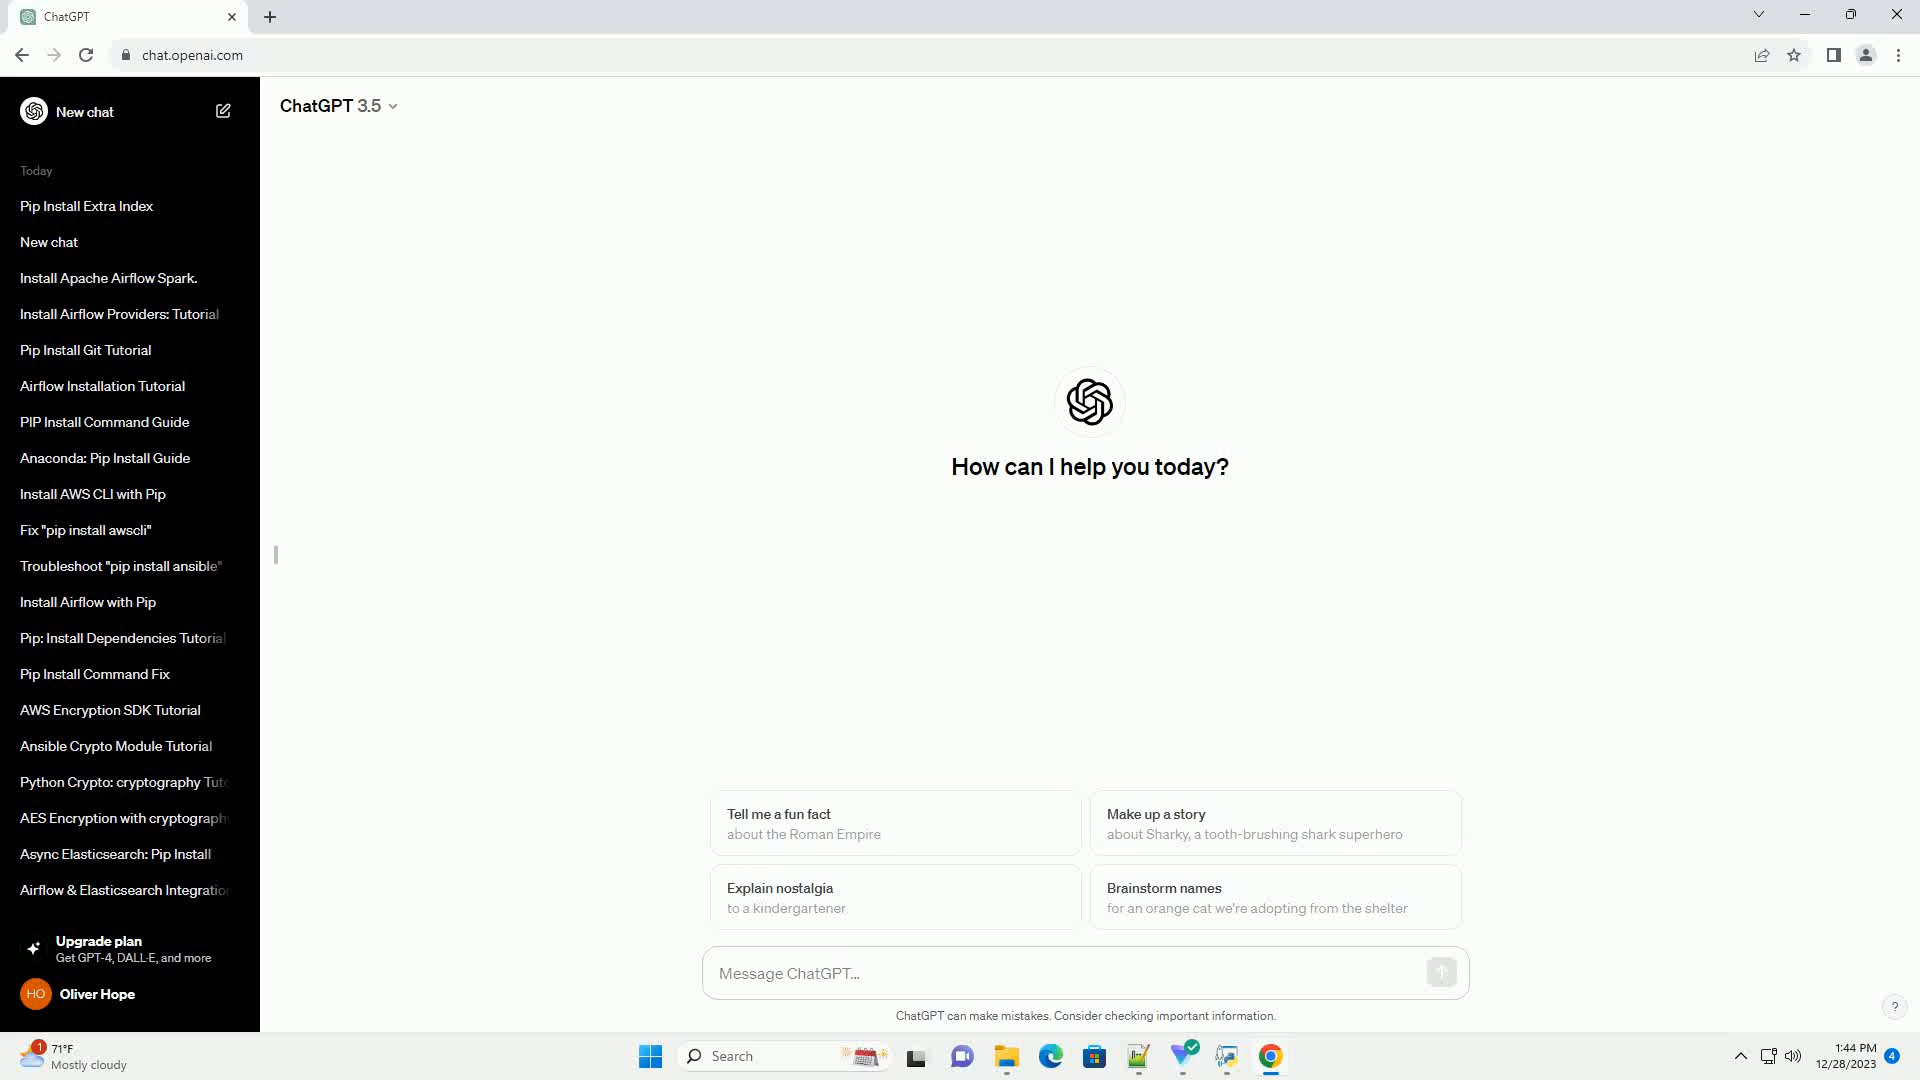 ChatGPT
chat.openai.com
New chat
ChatGPT 3.5
Today
Pip Install Extra Index
New chat
Install Apache Airflow Spark.
Install Airflow Providers: Tutorial
Pip Install Git Tutorial
Airflow Installation Tutorial
PIP Install Command Guide
Anaconda: Pip Install Guide
Install AWS CLI with Pip
Fix "pip install awscli"
Troubleshoot "pip install ansible"
Install Airflow with Pip
Pip: Install Dependencies Tutorial
Pip Install Command Fix
AWS Encryption SDK Tutorial
Ansible Crypto Module Tutorial
Python Crypto: cryptography Tuto
AES Encryption with cryptography
Async Elasticsearch: Pip Install
Airflow & Elasticsearch Integration
Upgrade plan
Get GPT-4, DALL·E, and more
HO Oliver Hope
How can I help you today?
Tell me a fun fact
about the Roman Empire
Make up a story
about Sharky, a tooth-brushing shark superhero
Explain nostalgia
to a kindergartener
Brainstorm names
for an orange cat we're adopting from the shelter
Message ChatGPT...
ChatGPT can make mistakes. Consider checking important information.
?
1
71°F
Mostly cloudy
Search
1:44 PM
12/28/2023
4